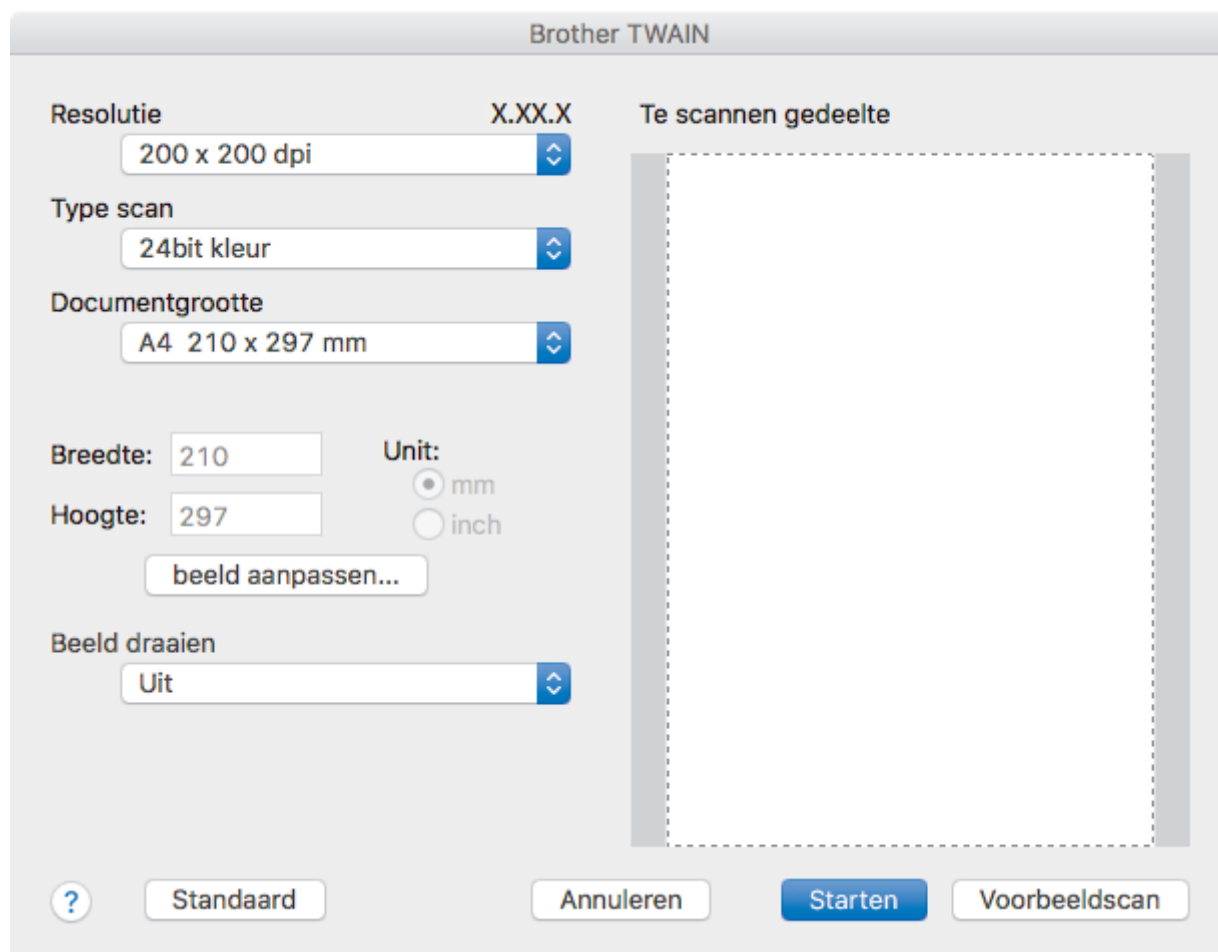 Brother TWAIN
Resolutie X.XX.X
200 x 200 dpi
Type scan
24bit kleur
Documentgrootte
A4 210 x 297 mm
Breedte: 210
Unit:
mm
Hoogte: 297
inch
beeld aanpassen...
Beeld draaien
Uit
Te scannen gedeelte
? Standaard Annuleren Starten Voorbeeldscan